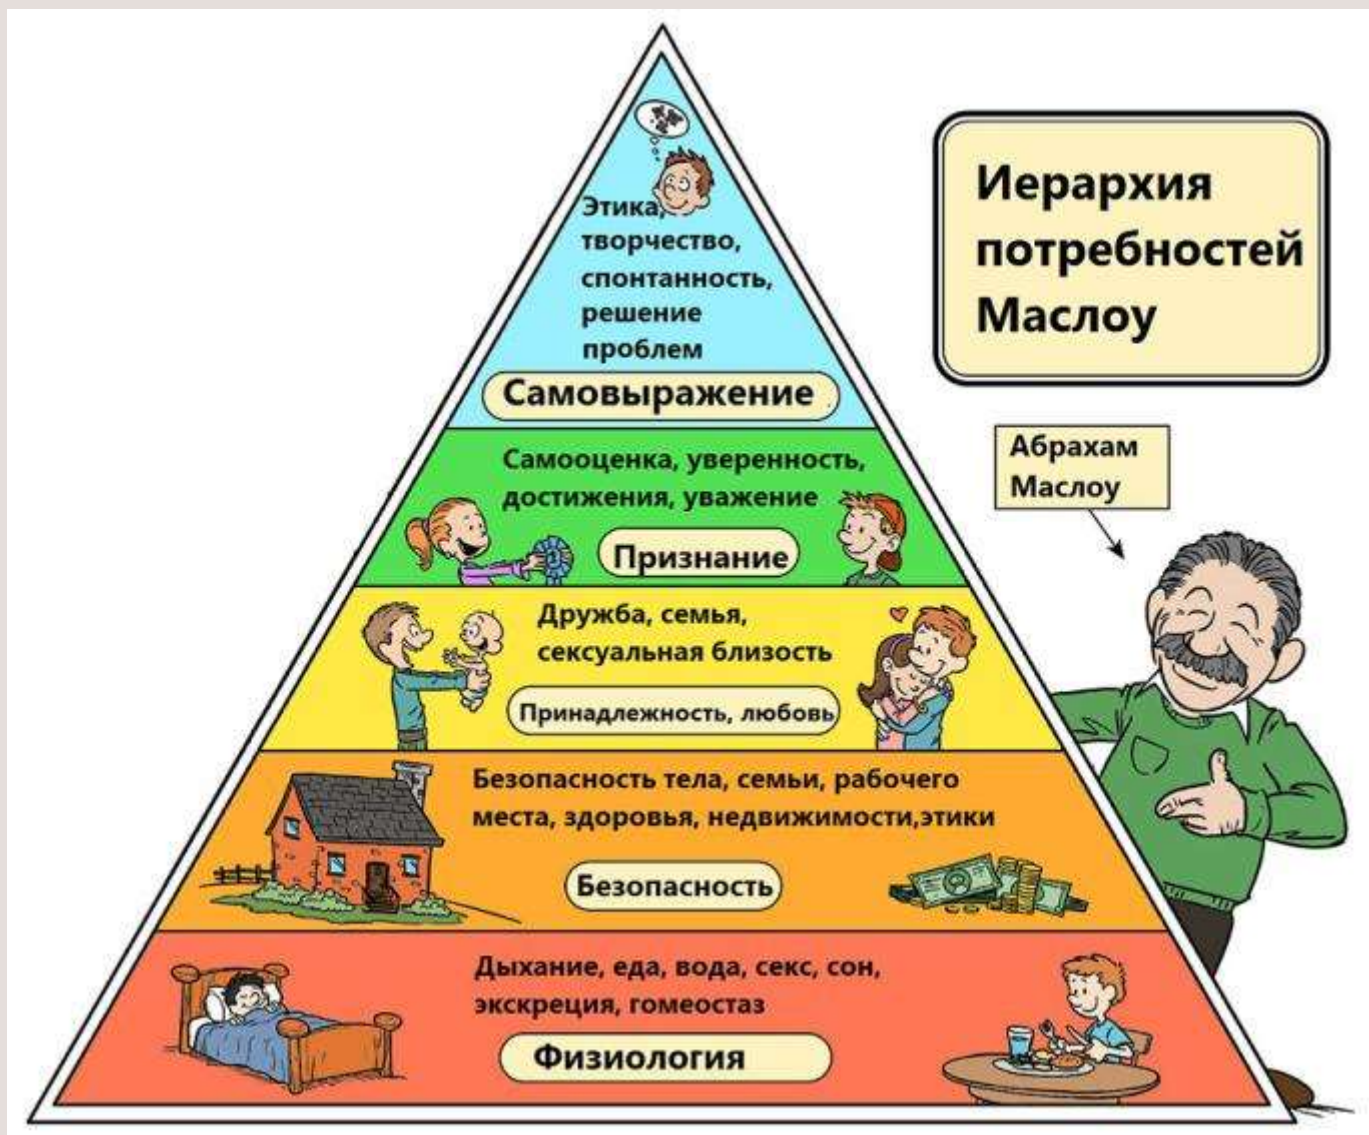 Иерархия
потребностей
Маслоу
Абрахам
Маслоу
Этика,
творчество,
спонтанность,
решение
проблем
Самовыражение
Самооценка, уверенность,
достижения, уважение
Признание
Дружба, семья,
сексуальная близость
Принадлежность, любовь
Безопасность тела, семьи, рабочего
места, здоровья, недвижимости,этики
Безопасность
Дыхание, еда, вода, секс, сон,
экскреция, гомеостаз
Физиология